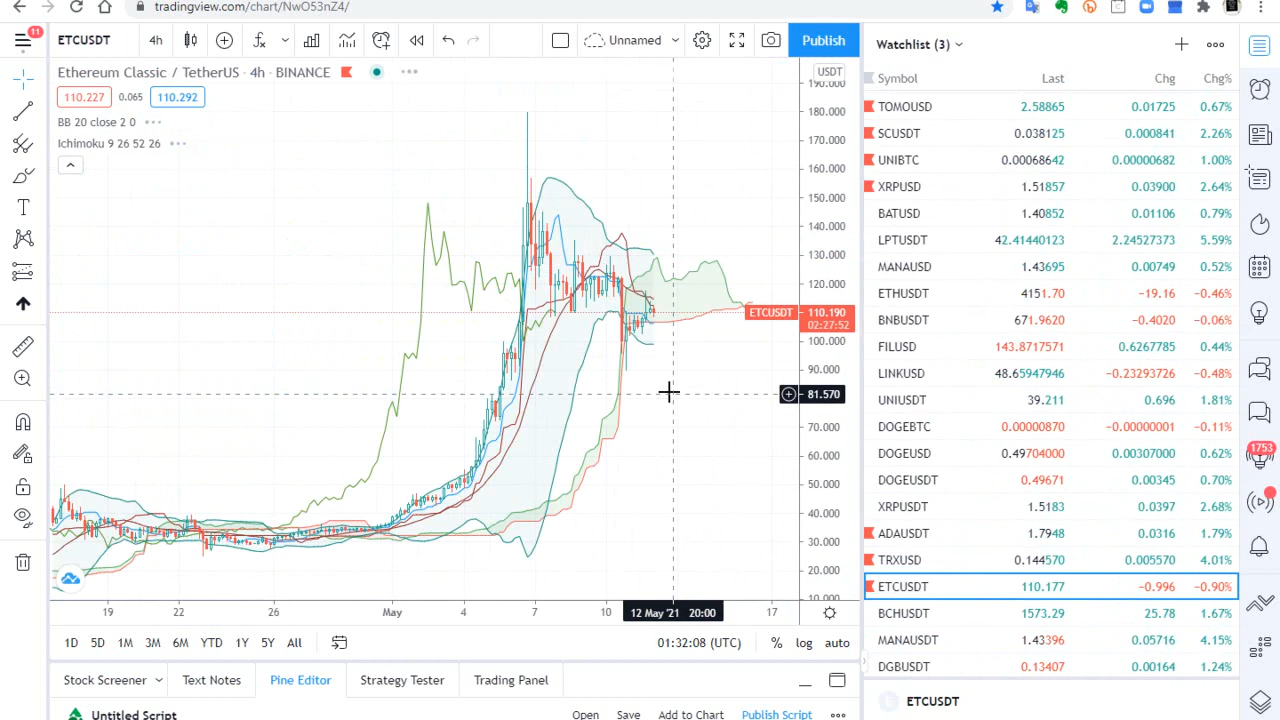 tradingview.com/chart/NwO53nZ4/
11
ETCUSDT 4h Unnamed Publish
Watchlist (3)
Ethereum Classic / TetherUS · 4h · BINANCE
USDT
110.227 0.065 110.292
BB 20 close 2 0
Ichimoku 9 26 52 26
190.000
180.000
170.000
160.000
150.000
140.000
130.000
120.000
ETCUSDT 110.190
02:27:52
100.000
90.000
81.570
70.000
60.000
50.000
40.000
30.000
20.000
10.000
19 22 26 May 4 7 10 12 May '21 20:00 17
1D 5D 1M 3M 6M YTD 1Y 5Y All 01:32:08 (UTC) % log auto
Stock Screener Text Notes Pine Editor Strategy Tester Trading Panel
Untitled Script Open Save Add to Chart Publish Script
Symbol Last Chg Chg%
TOMOUSD 2.58865 0.01725 0.67%
SCUSDT 0.038125 0.000841 2.26%
UNIBTC 0.00068642 0.00000682 1.00%
XRPUSD 1.51857 0.03900 2.64%
BATUSD 1.40852 0.01106 0.79%
LPTUSDT 42.41440123 2.24527373 5.59%
MANAUSD 1.43695 0.00749 0.52%
ETHUSDT 4151.70 −19.16 −0.46%
BNBUSDT 671.9620 −0.4020 −0.06%
FILUSD 143.8717571 0.6267785 0.44%
LINKUSD 48.65947946 −0.23293726 −0.48%
UNIUSDT 39.211 0.696 1.81%
DOGEBTC 0.00000870 −0.00000001 −0.11%
DOGEUSD 0.49704000 0.00307000 0.62%
DOGEUSDT 0.49671 0.00345 0.70%
XRPUSDT 1.5183 0.0397 2.68%
ADAUSDT 1.7948 0.0316 1.79%
TRXUSD 0.144570 0.005570 4.01%
ETCUSDT 110.177 −0.996 −0.90%
BCHUSDT 1573.29 25.78 1.67%
MANAUSDT 1.43396 0.05716 4.15%
DGBUSDT 0.13407 0.00164 1.24%
ETCUSDT
1753